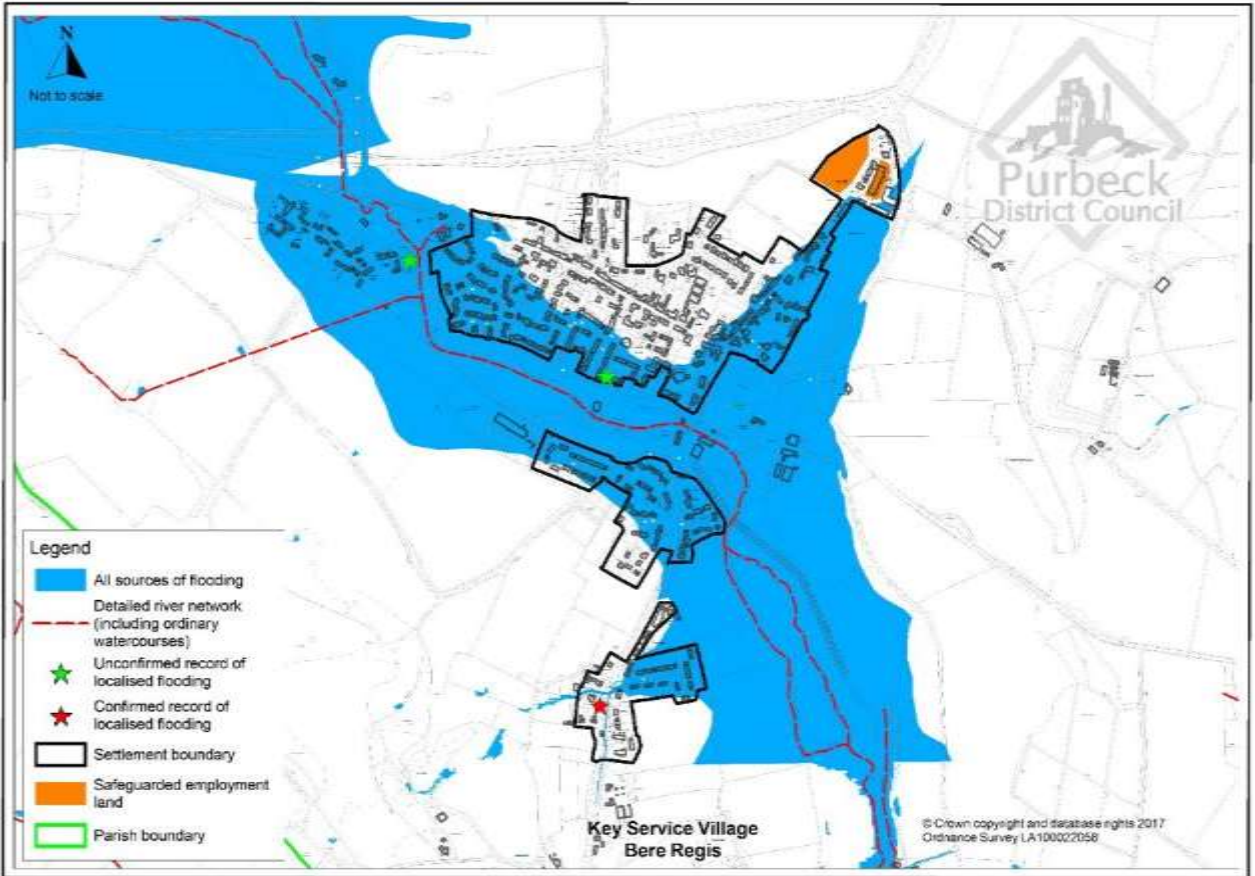 N
Not to scale
Purbeck
District Council
Legend
All sources of flooding
Detailed river network
(including ordinary
watercourses)
Unconfirmed record of
localised flooding
Confirmed record of
localised flooding
Settlement boundary
Safeguarded employment
land
Parish boundary
Key Service Village
Bere Regis
© Crown copyright and database rights 2017
Ordnance Survey LA100022058